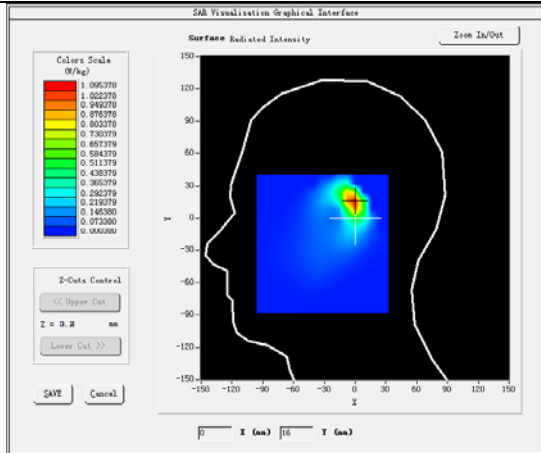 SAR Visualisation Graphical Interface
Surface Radiated Intensity
Zoom In/Out
Colors Scale
(W/kg)
1.095378
1.022378
0.949378
0.876378
0.803378
0.730379
0.657379
0.584379
0.511379
0.438379
0.365379
0.292379
0.219379
0.146380
0.073380
0.000380
150
120
90
60
30
0
-30
-60
-90
-120
-150
Y
-150 -120 -90 -60 -30 0 30 60 90 120 150
X
Z-Cuts Control
<< Upper Cut
Z = 0.2 mm
Lower Cut >>
SAVE Cancel
0 X (mm) 16 Y (mm)